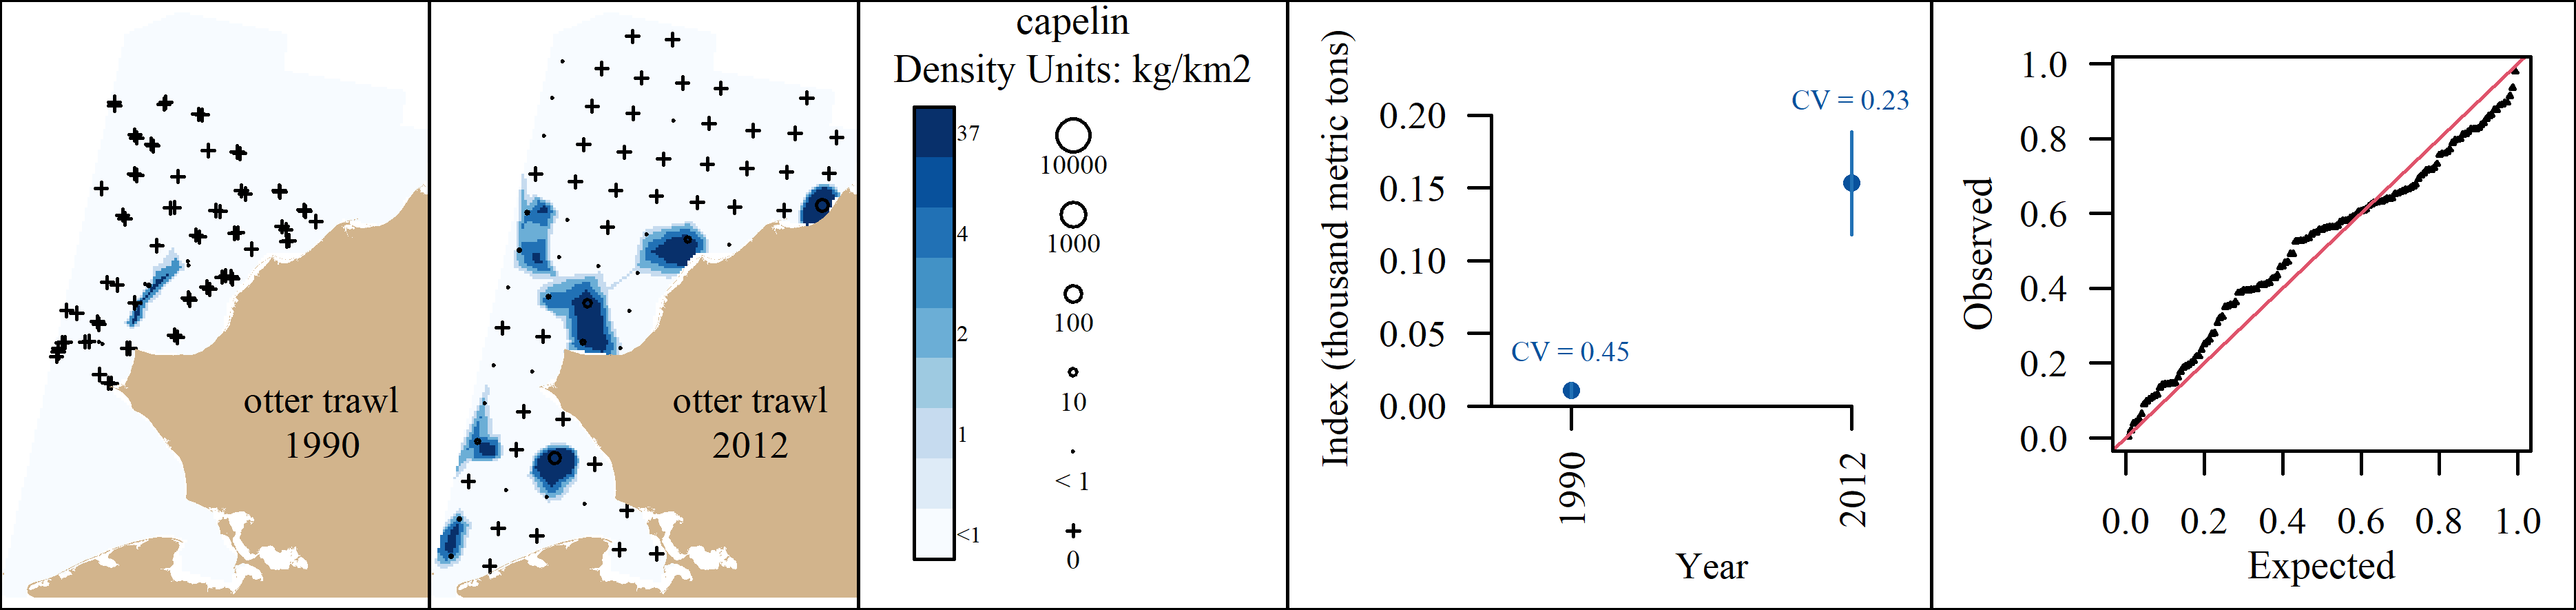 otter trawl
1990
otter trawl
2012
capelin
Density Units: kg/km2
37
4
2
1
<1
10000
1000
100
10
< 1
0
Index (thousand metric tons)
0.20
0.15
0.10
0.05
0.00
CV = 0.45
CV = 0.23
1990
2012
Year
Observed
1.0
0.8
0.6
0.4
0.2
0.0
0.0 0.2 0.4 0.6 0.8 1.0
Expected